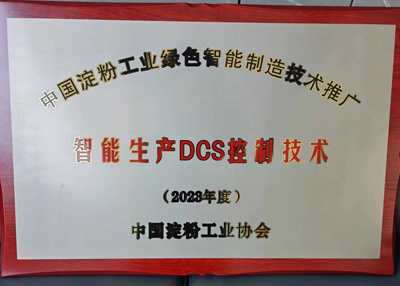 中国淀粉工业绿色智能制造技术推广
智能生产DCS控制技术
（2023年度）
中国淀粉工业协会